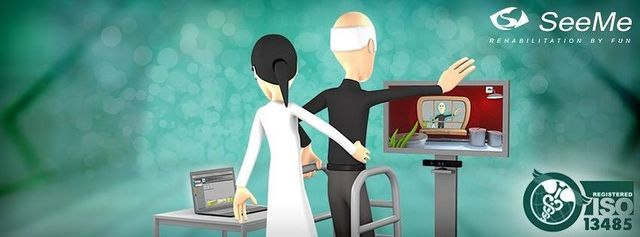 SeeMe
REHABILITATION BY FUN
REGISTERED
ISO
13485